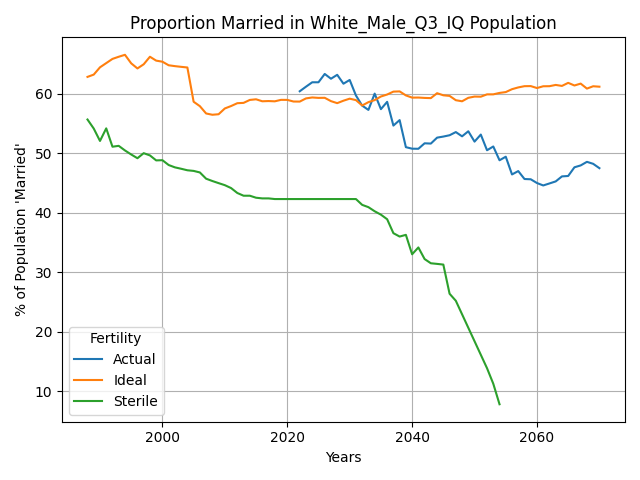 Proportion Married in White_Male_Q3_IQ Population
% of Population 'Married'
60
50
40
30
20
10
Fertility
Actual
Ideal
Sterile
2000 2020 2040 2060
Years